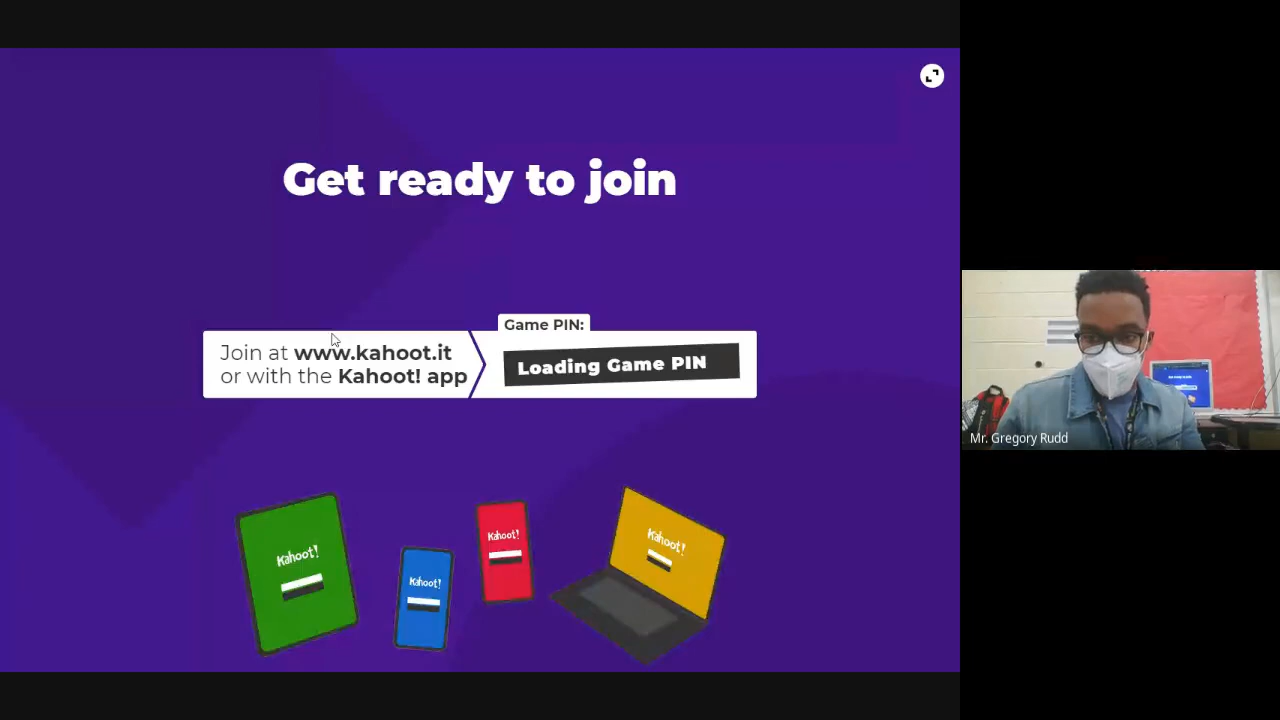 Get ready to join
Game PIN:
Join at www.kahoot.it
or with the Kahoot! app
Loading Game PIN
Kahoot!
Kahoot!
Kahoot!
Kahoot!
Mr. Gregory Rudd